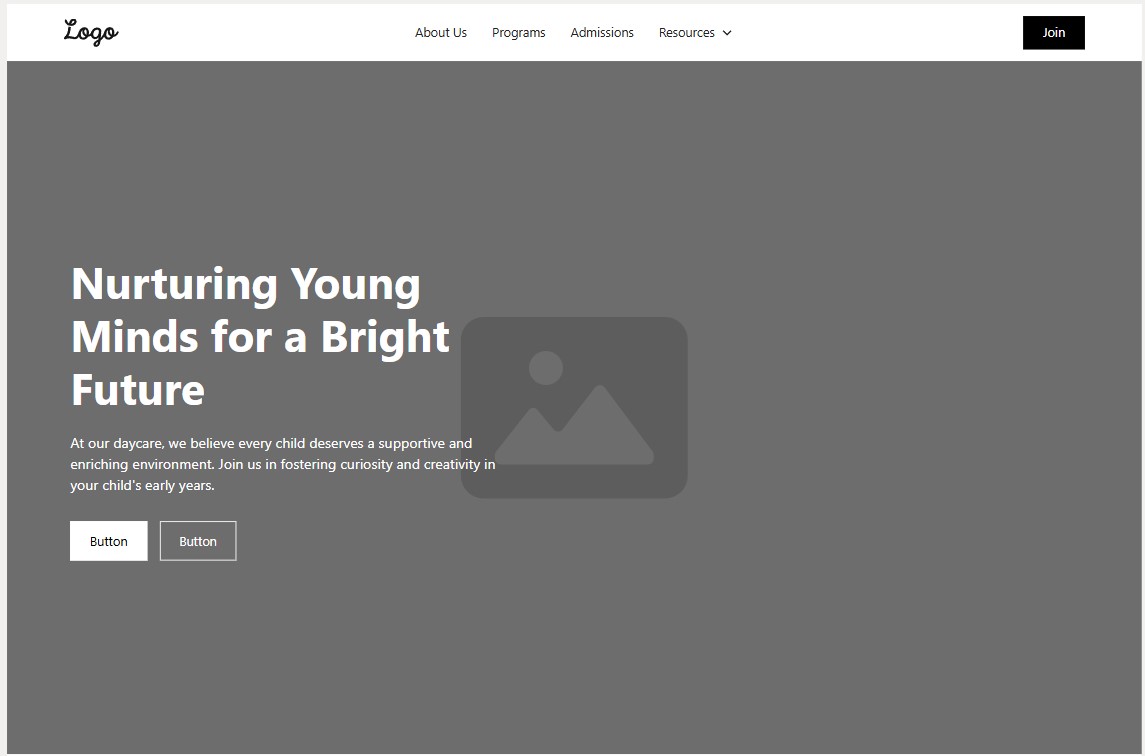 Logo
About Us Programs Admissions Resources
Join
Nurturing Young
Minds for a Bright
Future
At our daycare, we believe every child deserves a supportive and
enriching environment. Join us in fostering curiosity and creativity in
your child's early years.
Button Button